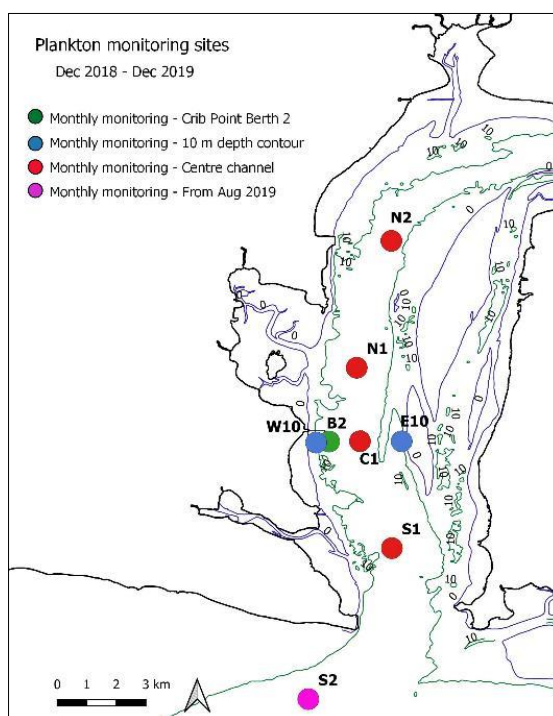 Plankton monitoring sites
Dec 2018 - Dec 2019
Monthly monitoring - Crib Point Berth 2
Monthly monitoring - 10 m depth contour
Monthly monitoring - Centre channel
Monthly monitoring - From Aug 2019
N2
N1
W10
B2
C1
E10
S1
S2
0 1 2 3 km